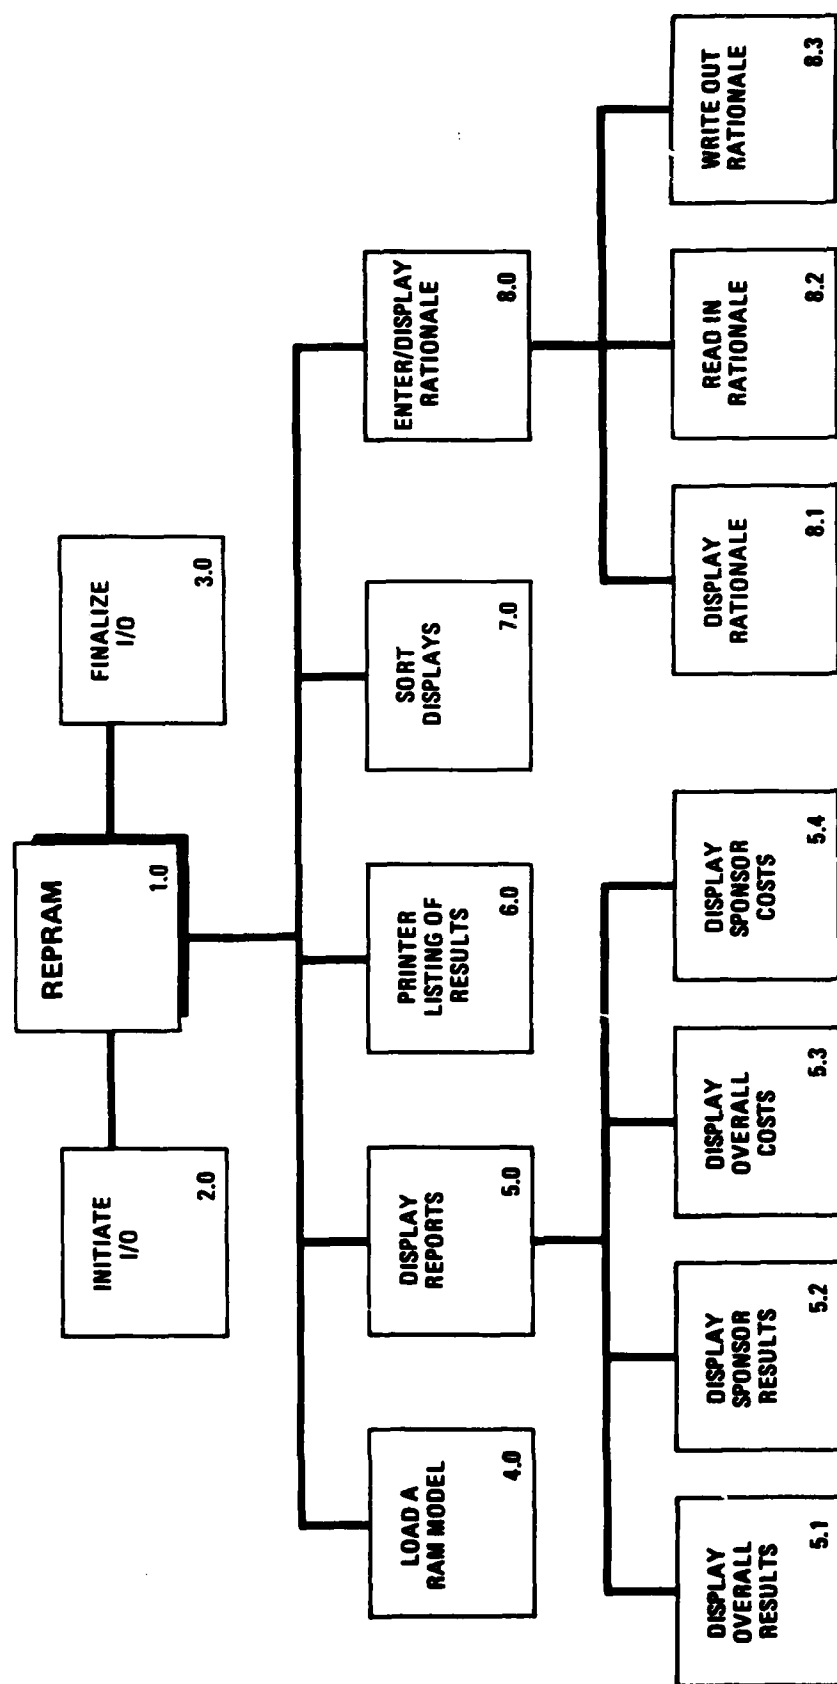 REPRAM
1.0
INITIATE
I/O
2.0
FINALIZE
I/O
3.0
LOAD A
RAM MODEL
4.0
DISPLAY
REPORTS
5.0
PRINTER
LISTING OF
RESULTS
6.0
SORT
DISPLAYS
7.0
ENTER/DISPLAY
RATIONALE
8.0
DISPLAY
OVERALL
RESULTS
5.1
DISPLAY
SPONSOR
RESULTS
5.2
DISPLAY
OVERALL
COSTS
5.3
DISPLAY
SPONSOR
COSTS
5.4
DISPLAY
RATIONALE
8.1
READ IN
RATIONALE
8.2
WRITE OUT
RATIONALE
8.3